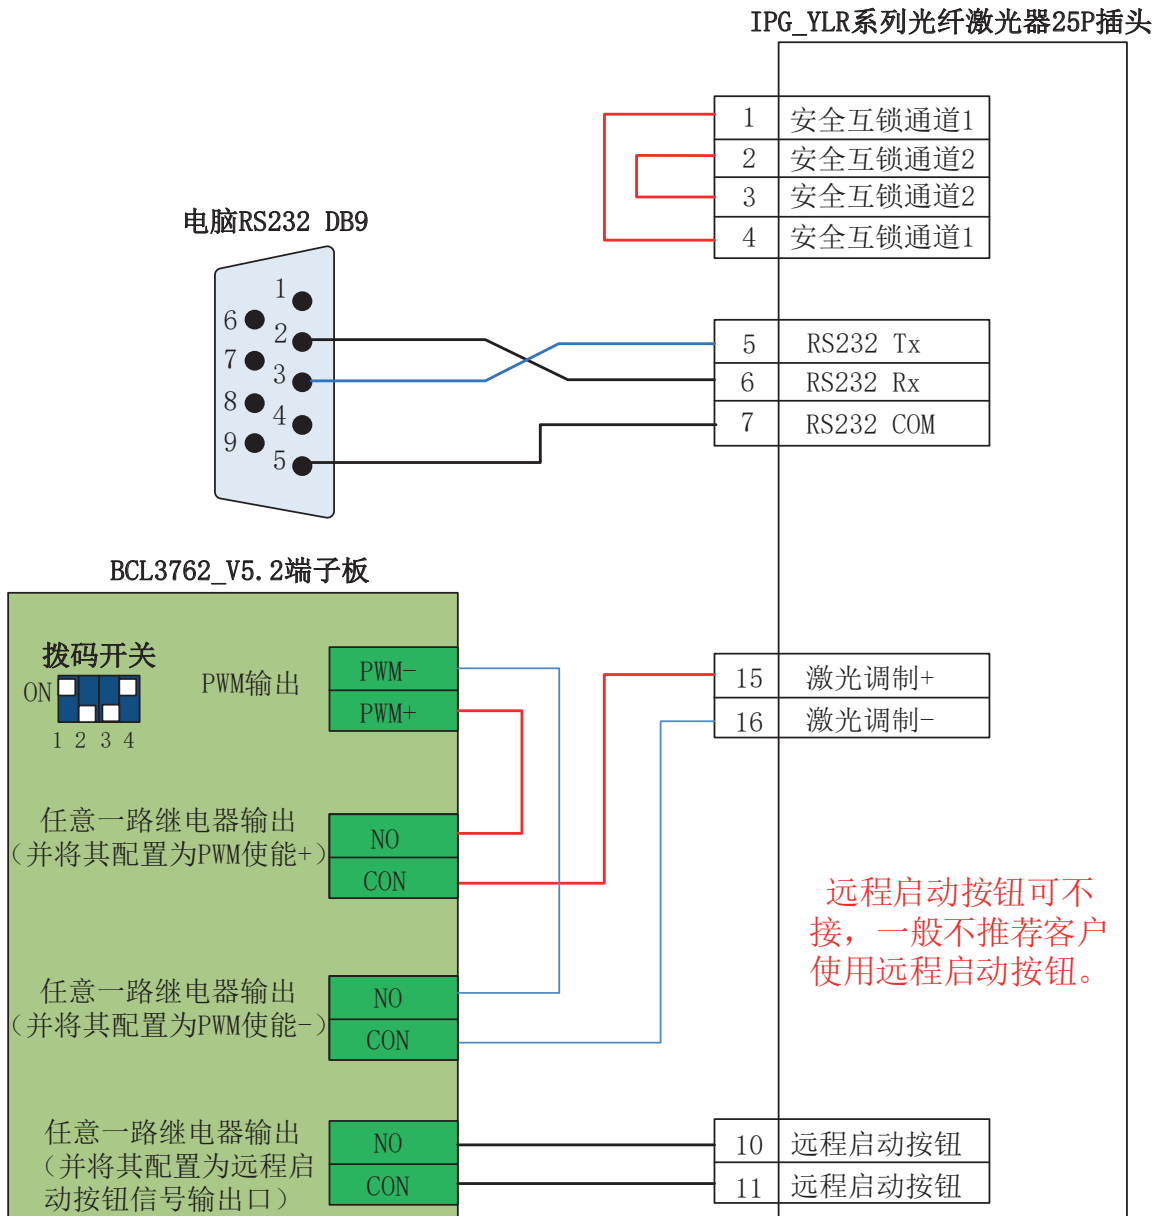 IPG_YLR系列光纤激光器25P插头
1 安全互锁通道1
2 安全互锁通道2
3 安全互锁通道2
4 安全互锁通道1
电脑RS232 DB9
1
6
2
7
3
8
4
9
5
5 RS232 Tx
6 RS232 Rx
7 RS232 COM
BCL3762_V5.2端子板
拨码开关
ON
1 2 3 4
PWM输出
PWM-
PWM+
15 激光调制+
16 激光调制-
任意一路继电器输出
（并将其配置为PWM使能+）
NO
CON
远程启动按钮可不
接，一般不推荐客户
使用远程启动按钮。
任意一路继电器输出
（并将其配置为PWM使能-）
NO
CON
任意一路继电器输出
（并将其配置为远程启
动按钮信号输出口）
NO
CON
10 远程启动按钮
11 远程启动按钮